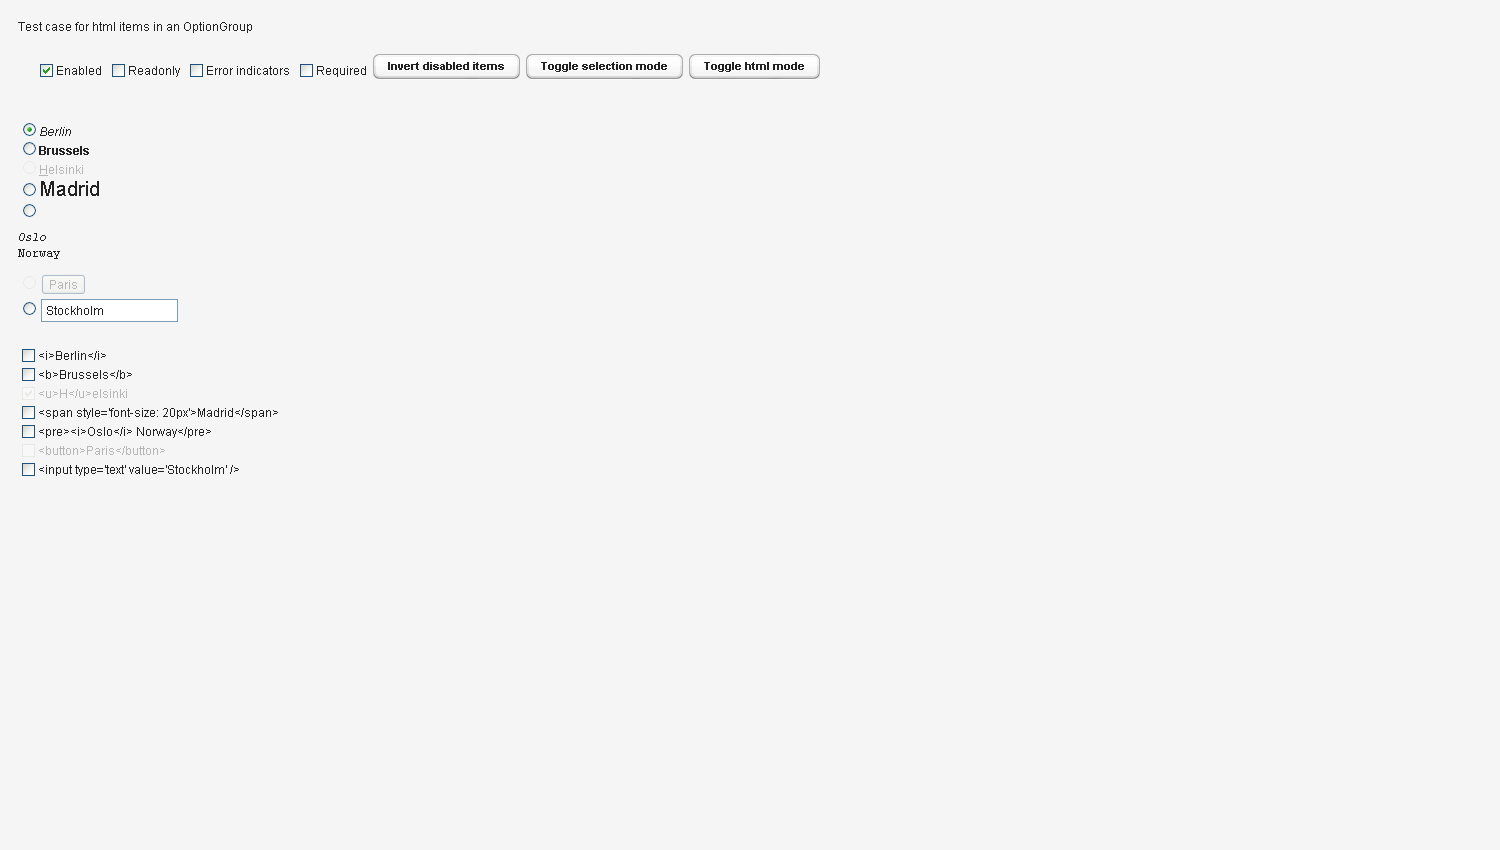 Test case for html items in an OptionGroup
Enabled Readonly Error indicators Required Invert disabled items Toggle selection mode Toggle html mode
Berlin
Brussels
Helsinki
Madrid
Oslo
Norway
Paris
Stockholm
<i>Berlin</i>
<b>Brussels</b>
<u>H</u>elsinki
<span style='font-size: 20px'>Madrid</span>
<pre><i>Oslo</i> Norway</pre>
<button>Paris</button>
<input type='text' value='Stockholm' />